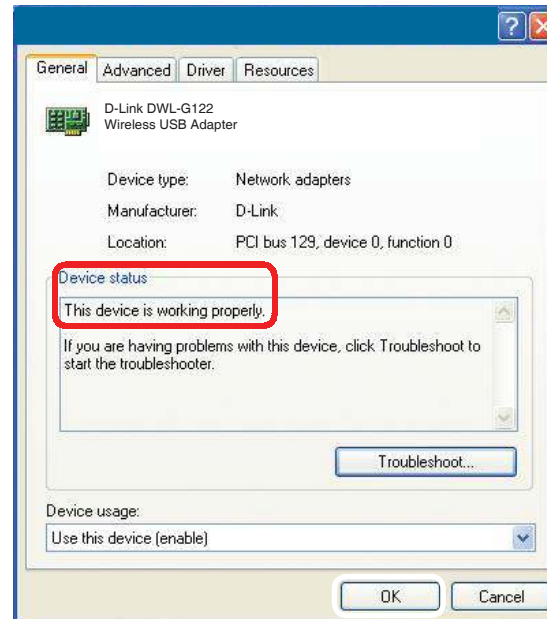 General Advanced Driver Resources
D-Link DWL-G122
Wireless USB Adapter
Device type: Network adapters
Manufacturer: D-Link
Location: PCI bus 129, device 0, function 0
Device status
This device is working properly.
If you are having problems with this device, click Troubleshoot to
start the troubleshooter.
Troubleshoot...
Device usage:
Use this device (enable)
OK Cancel